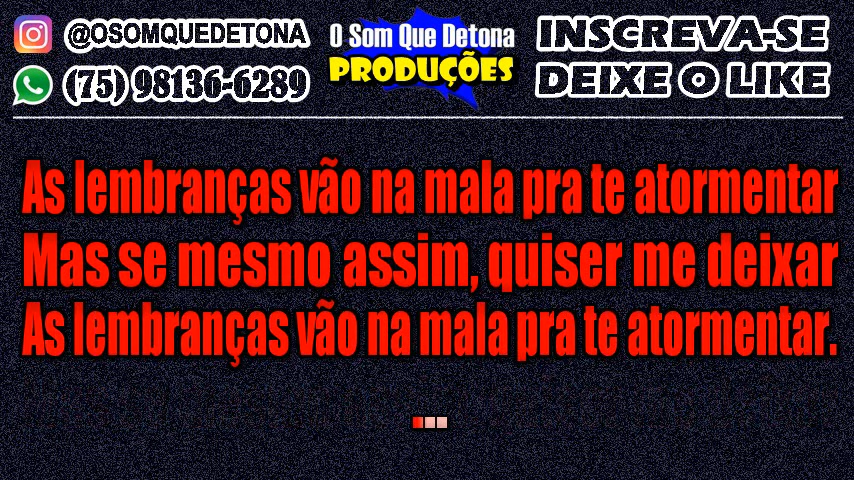 @OSOMQUEDETONA
(75) 98136-6289
O Som Que Detona
PRODUÇÕES
INSCREVA-SE
DEIXE O LIKE
As lembranças vão na mala pra te atormentar
Mas se mesmo assim, quiser me deixar
As lembranças vão na mala pra te atormentar.